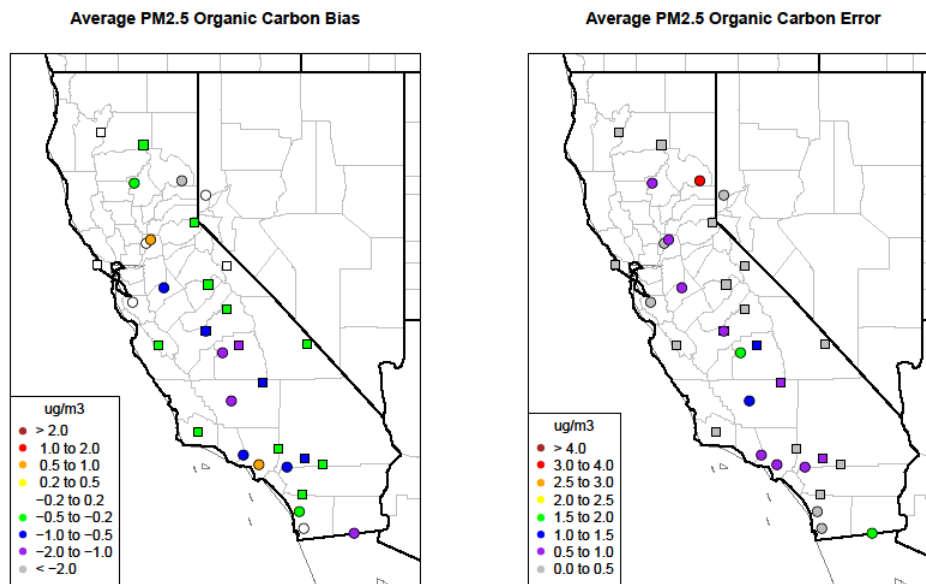 Average PM2.5 Organic Carbon Bias
Average PM2.5 Organic Carbon Error
ug/m3
> 2.0
1.0 to 2.0
0.5 to 1.0
0.2 to 0.5
−0.2 to 0.2
−0.5 to −0.2
−1.0 to −0.5
−2.0 to −1.0
< −2.0
ug/m3
> 4.0
3.0 to 4.0
2.5 to 3.0
2.0 to 2.5
1.5 to 2.0
1.0 to 1.5
0.5 to 1.0
0.0 to 0.5